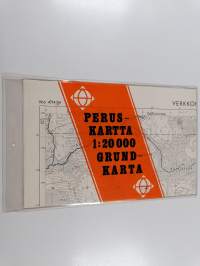 VERKKO
PERUS-
KARTTA
1:20 000
GRUND-
KARTA